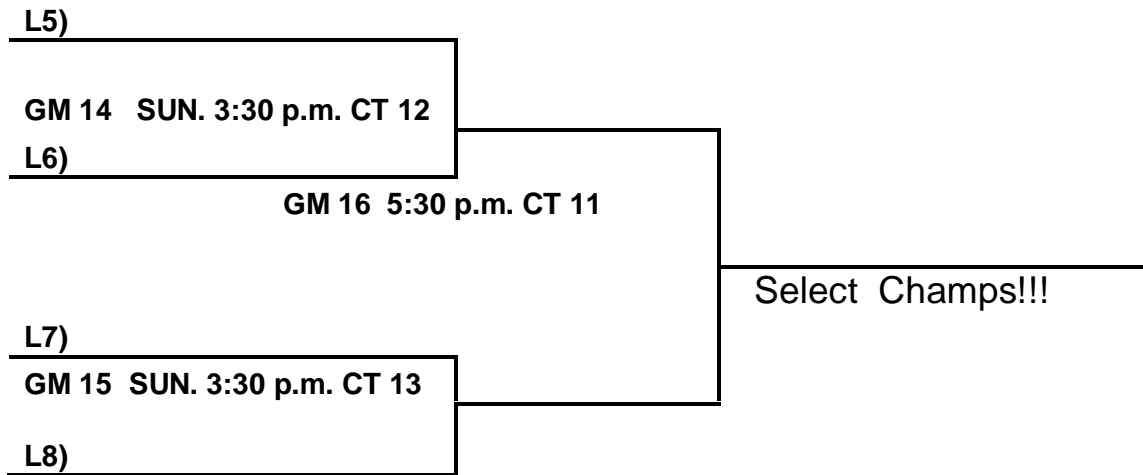 L5)
GM 14 SUN. 3:30 p.m. CT 12
L6)
GM 16 5:30 p.m. CT 11
Select Champs!!!
L7)
GM 15 SUN. 3:30 p.m. CT 13
L8)